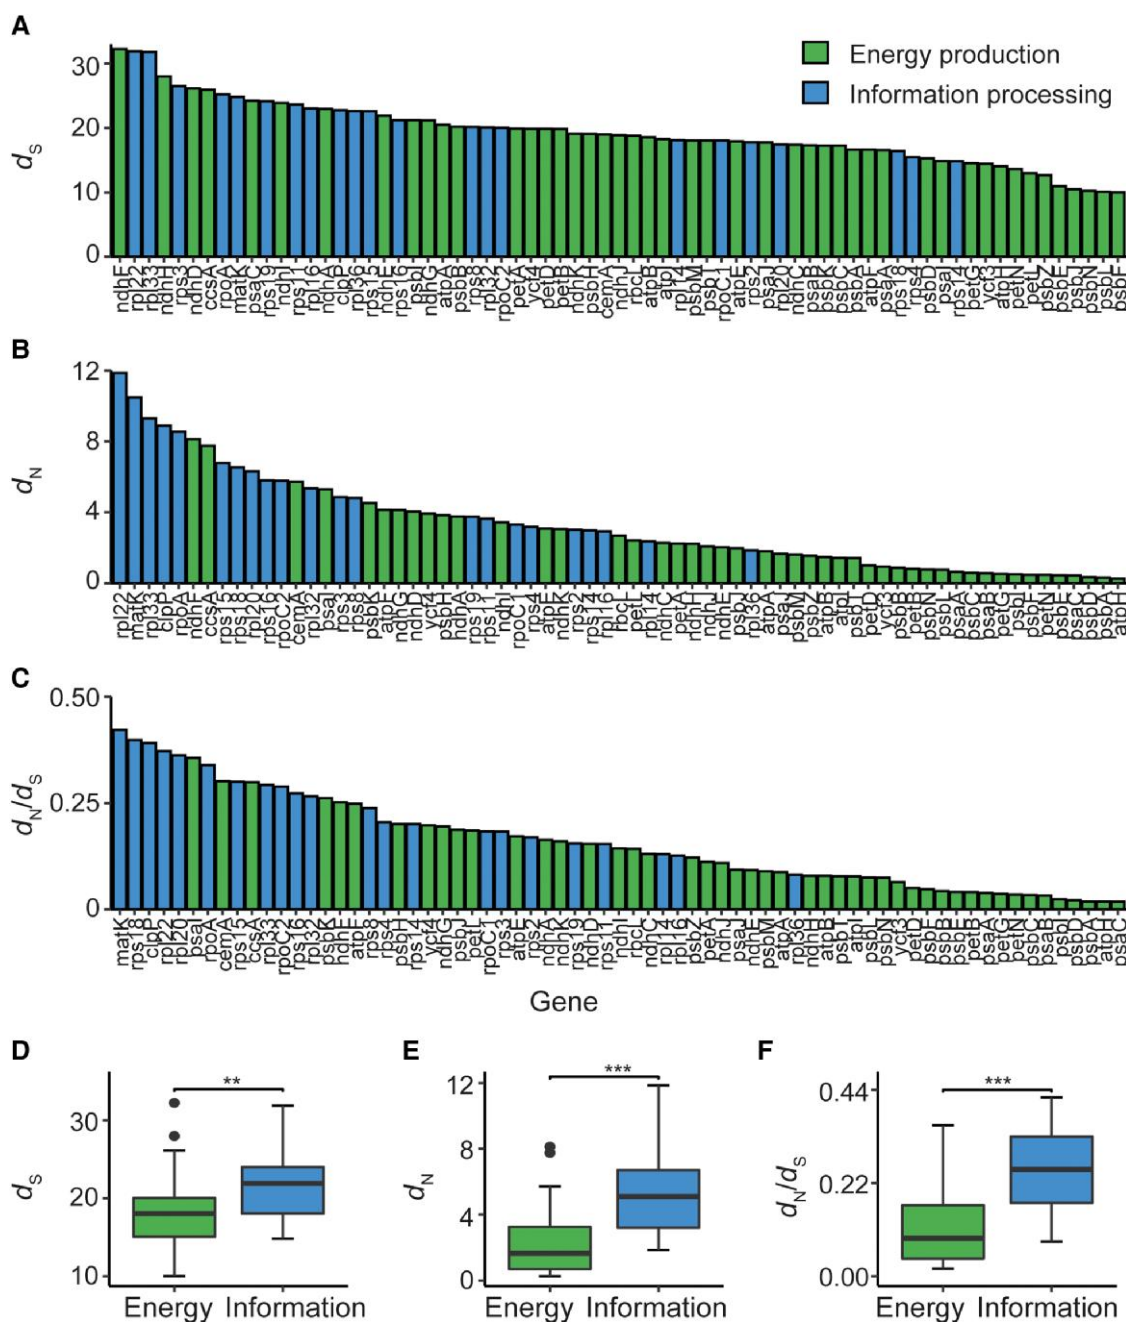 A
Energy production
Information processing
30
20
10
0
dS
ndhF rpl22 rpl33 ndhH rps3 ndhD ccsA rpoA matK psaC rps19 ndhI rps11 rpl16 ndhA clpP rpl36 rps15 ndhE rps16 psbI ndhG atpA psbB rps8 rpl32 rpoC2 petA ycf4 petD petB ndhK psbH cemA ndhJ rbcL atpB atpI rpl14 psbM psbT rpoC1 atpE rps2 psaJ rpl20 ndhC psaB psbK psbC psbA atpF psaA rps18 rps4 psbD psaI rps14 petG ycf3 atpH petN petL psbZ psbE psbJ psbN psbL psbF
B
12
8
4
0
dN
rpl22 matK rpl33 clpP rpoA ndhF ccsA rps15 rps18 rpl20 rps16 rpoC2 cemA rpl32 psaI rps3 rps8 psbK atpF ndhG ndhD ycf4 psbH ndhA rps19 rps11 ndhI rpoC1 rps4 atpE ndhK rps2 rps14 rpl16 rbcL petL rpl14 ndhC petA ndhH ndhJ ndhE psbJ rpl36 atpA psaJ psbM psbZ atpB atpI psbT petD ycf3 psbB petB psbN psbL psaA psbC psaB petG psbI psbF petN psbE psaC psbD psbA atpH
C
0.50
0.25
0
dN/dS
matK rps18 clpP rpl22 rpl20 psaI rpoA cemA rps15 ccsA rpl33 rpoC2 rps16 rpl32 psbK ndhF atpF rps8 rps4 psbH rps14 ycf4 ndhG psbJ petL rpoC1 rps3 atpE rps2 ndhA ndhK rps19 ndhD rps11 ndhI rbcL ndhC rpl14 rpl16 psbZ petA ndhJ psaJ ndhE psbM atpA rpl36 ndhH atpB psbT atpI psbL psbN ycf3 petD psbF psbB psbE petB psaA petG petN psbC psaB psbI psbD psbA atpH psaC
Gene
D
**
30
20
10
dS
Energy Information
E
***
12
8
4
0
dN
Energy Information
F
***
0.44
0.22
0.00
dN/dS
Energy Information